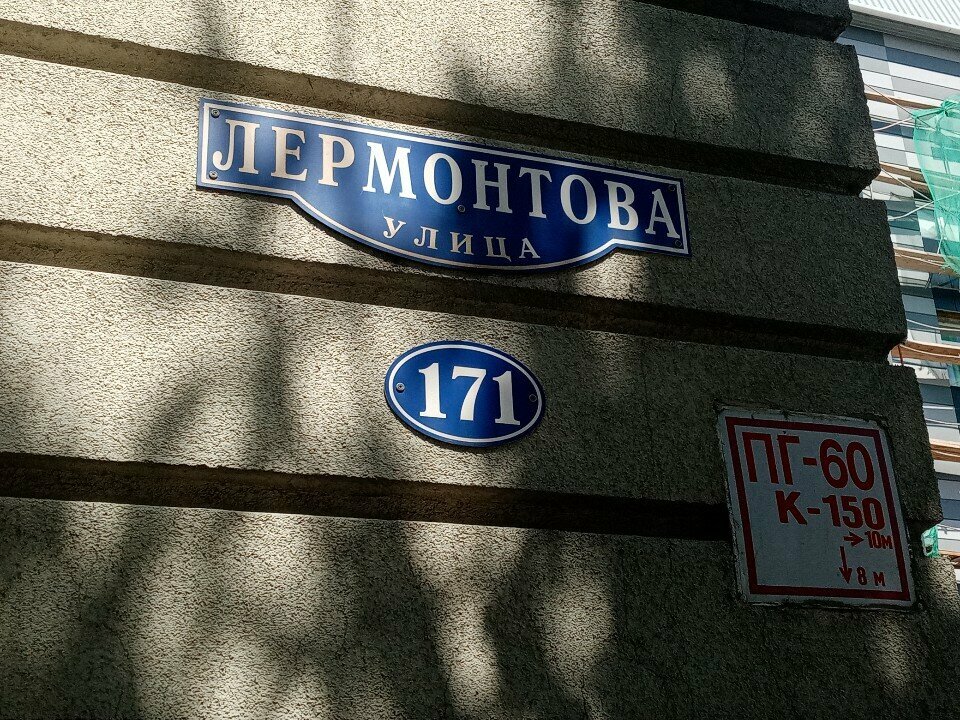 ЛЕРМОНТОВА
УЛИЦА
171
ПГ-60
К-150
→10м
↓8 м